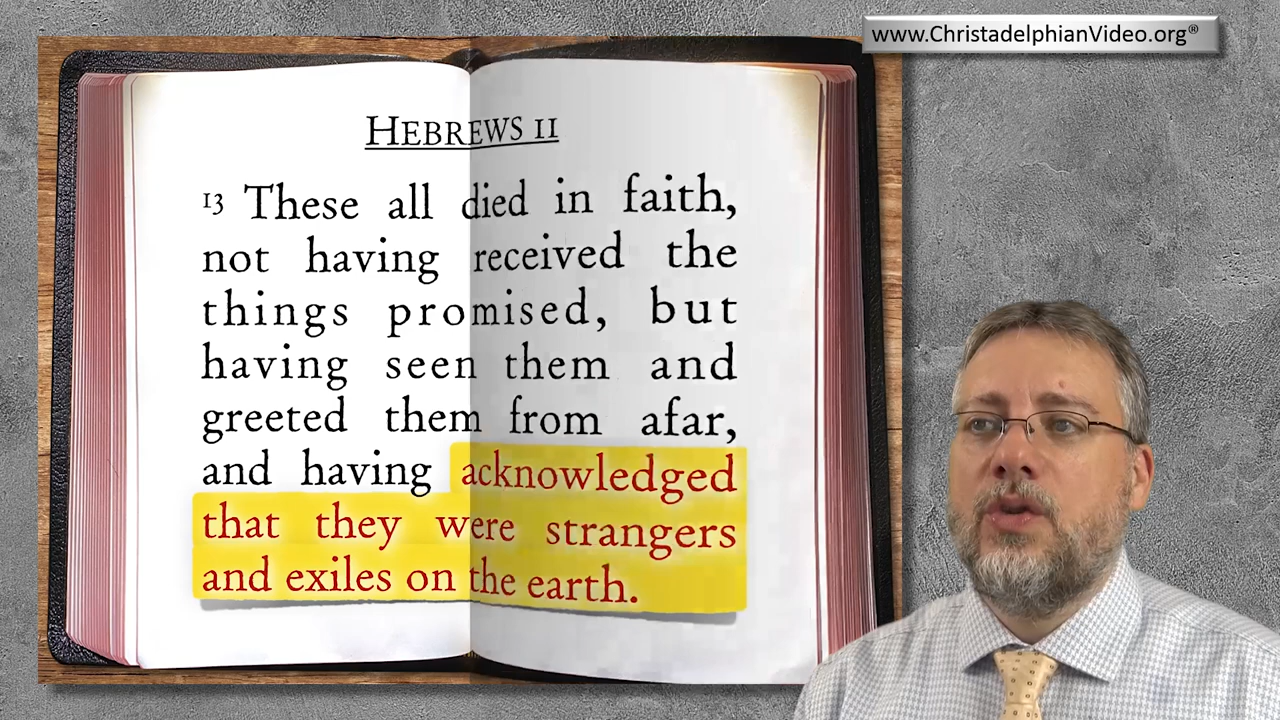 www.ChristadelphianVideo.org®
HEBREWS 11
13 These all died in faith,
not having received the
things promised, but
having seen them and
greeted them from afar,
and having acknowledged
that they were strangers
and exiles on the earth.